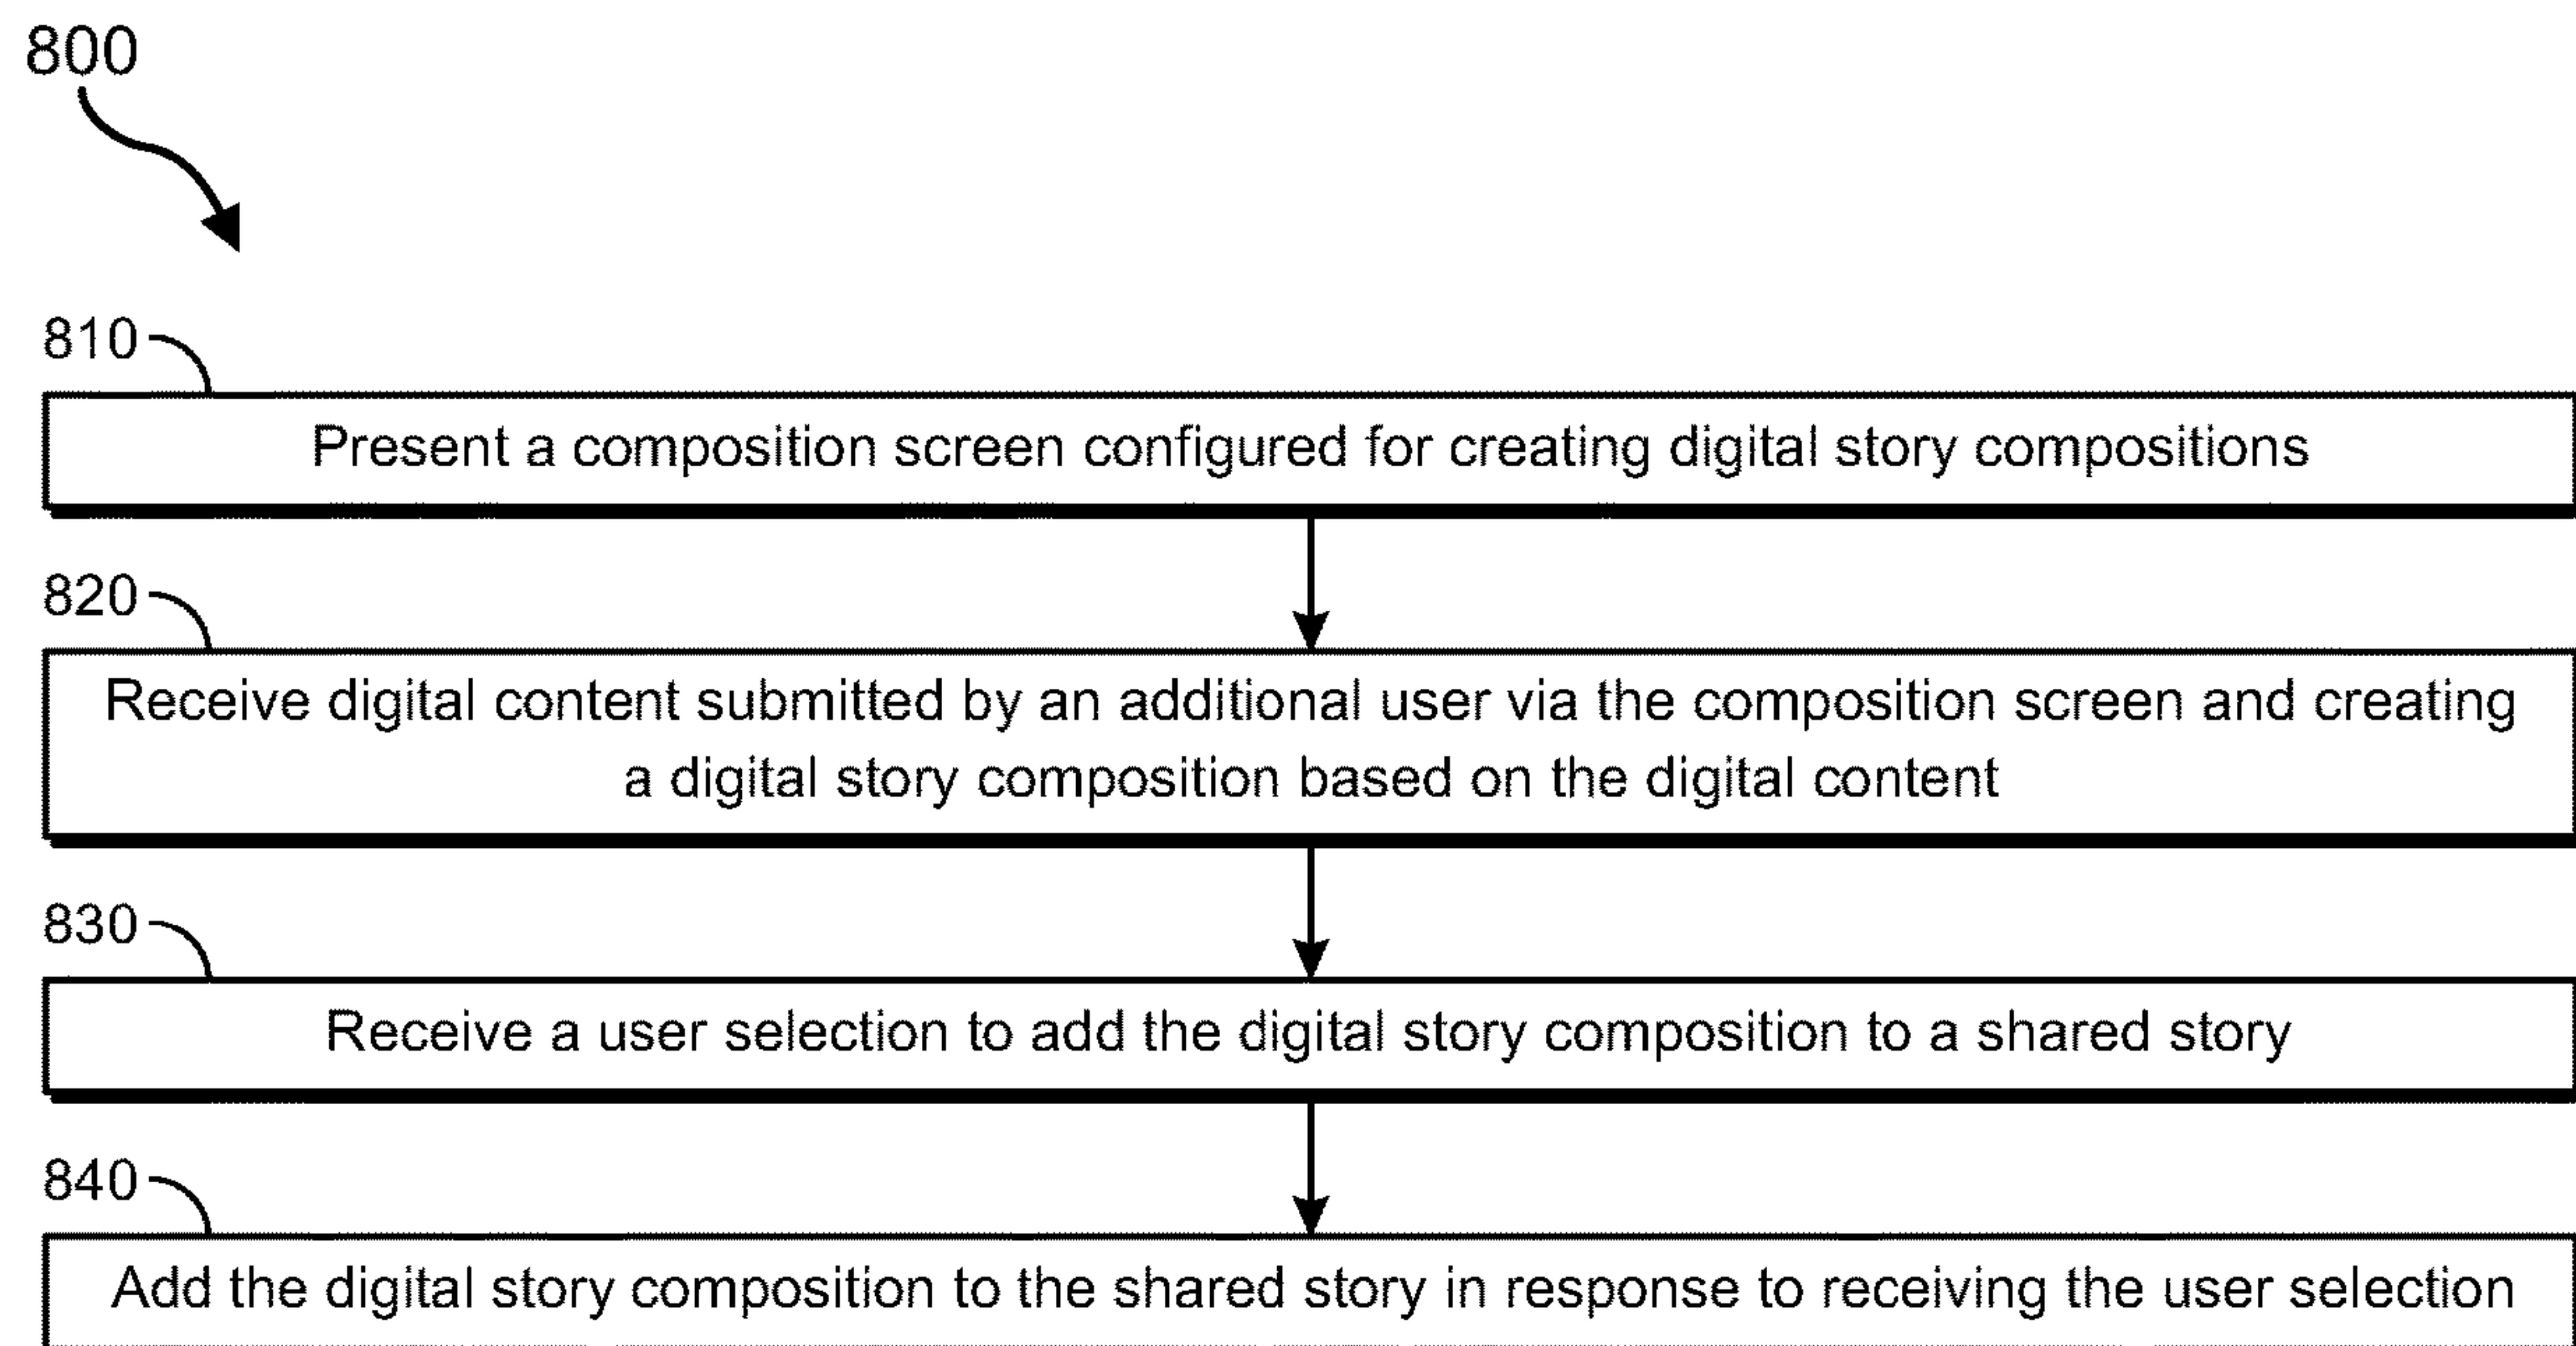 800
810
Present a composition screen configured for creating digital story compositions
820
Receive digital content submitted by an additional user via the composition screen and creating
a digital story composition based on the digital content
830
Receive a user selection to add the digital story composition to a shared story
840
Add the digital story composition to the shared story in response to receiving the user selection